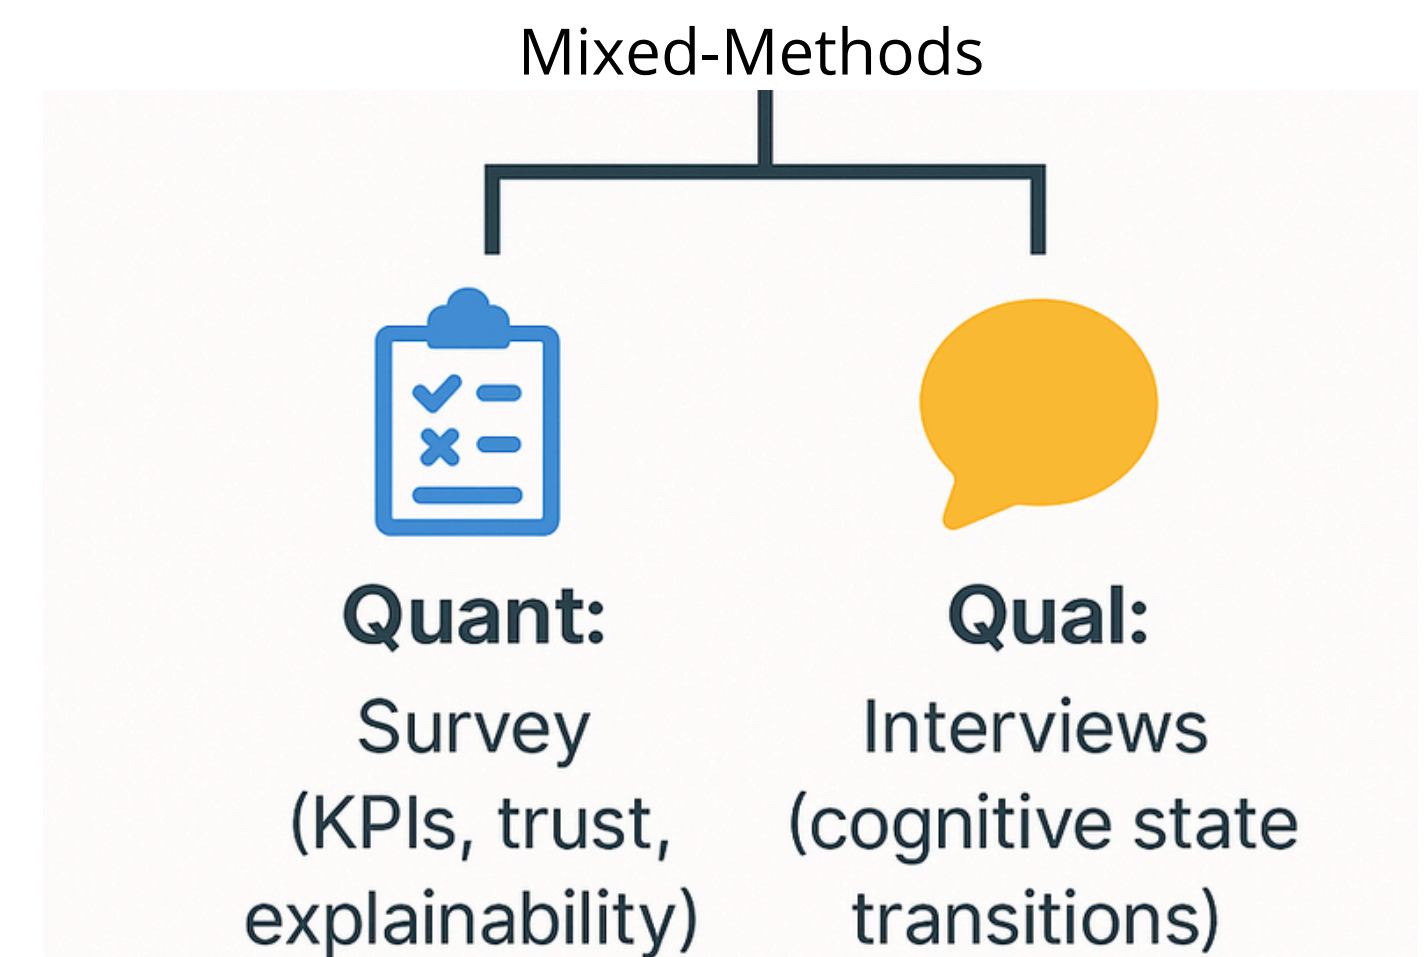 Mixed-Methods
Quant:
Survey
(KPIs, trust,
explainability)
Qual:
Interviews
(cognitive state
transitions)